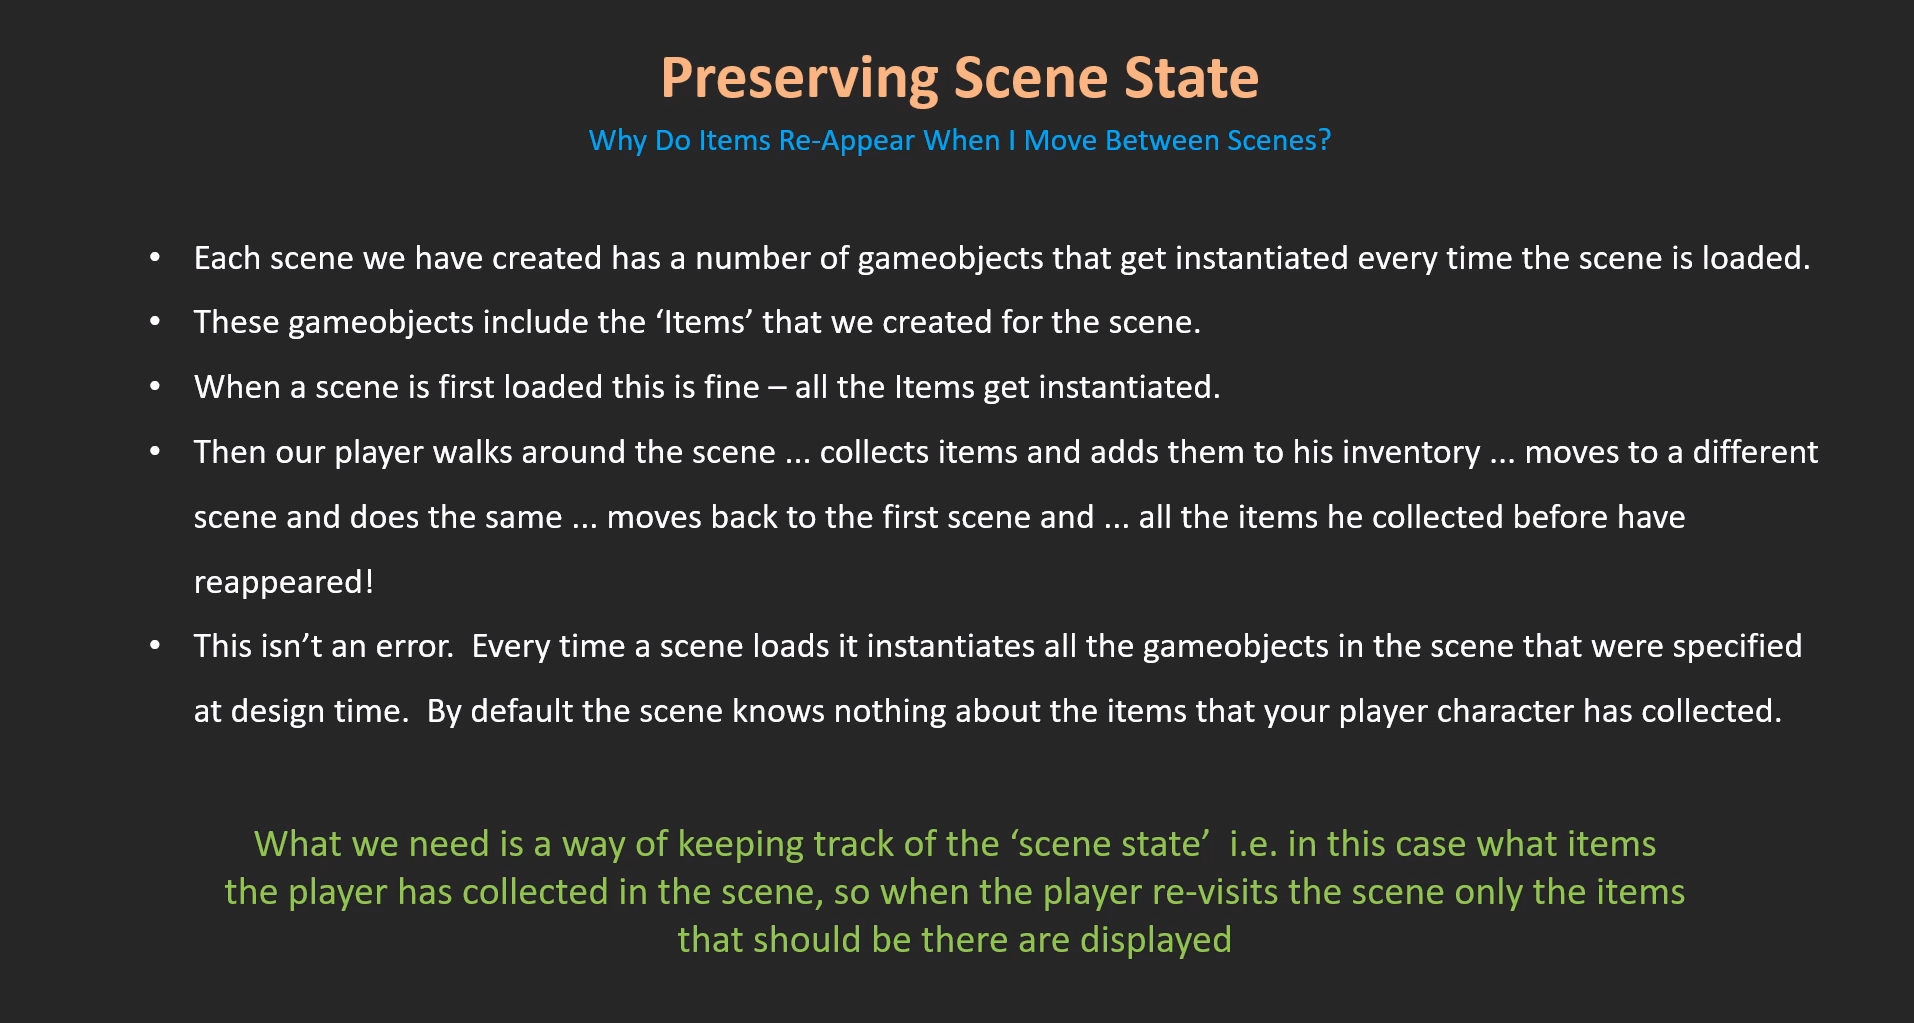 Preserving Scene State
Why Do Items Re-Appear When I Move Between Scenes?
• Each scene we have created has a number of gameobjects that get instantiated every time the scene is loaded.
• These gameobjects include the ‘Items’ that we created for the scene.
• When a scene is first loaded this is fine – all the Items get instantiated.
• Then our player walks around the scene ... collects items and adds them to his inventory ... moves to a different
scene and does the same ... moves back to the first scene and ... all the items he collected before have
reappeared!
• This isn’t an error.  Every time a scene loads it instantiates all the gameobjects in the scene that were specified
at design time.  By default the scene knows nothing about the items that your player character has collected.
What we need is a way of keeping track of the ‘scene state’  i.e. in this case what items
the player has collected in the scene, so when the player re-visits the scene only the items
that should be there are displayed